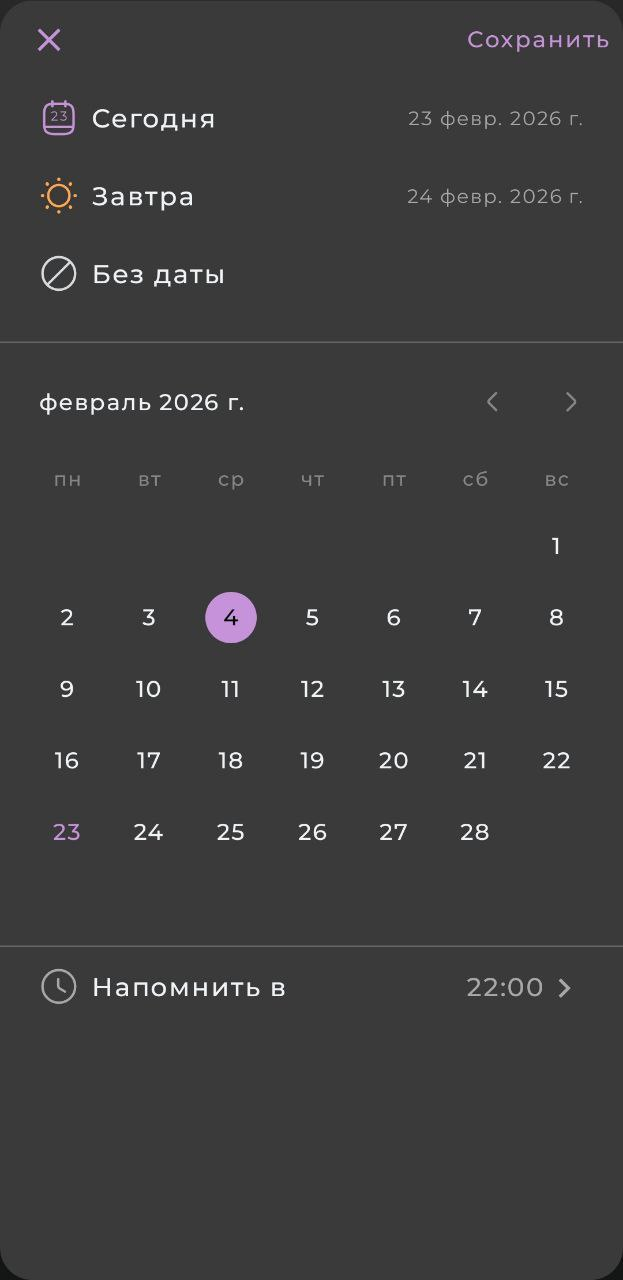 Сохранить
23 Сегодня 23 февр. 2026 г.
Завтра 24 февр. 2026 г.
Без даты
февраль 2026 г.
пн вт ср чт пт сб вс
1
2 3 4 5 6 7 8
9 10 11 12 13 14 15
16 17 18 19 20 21 22
23 24 25 26 27 28
Напомнить в 22:00